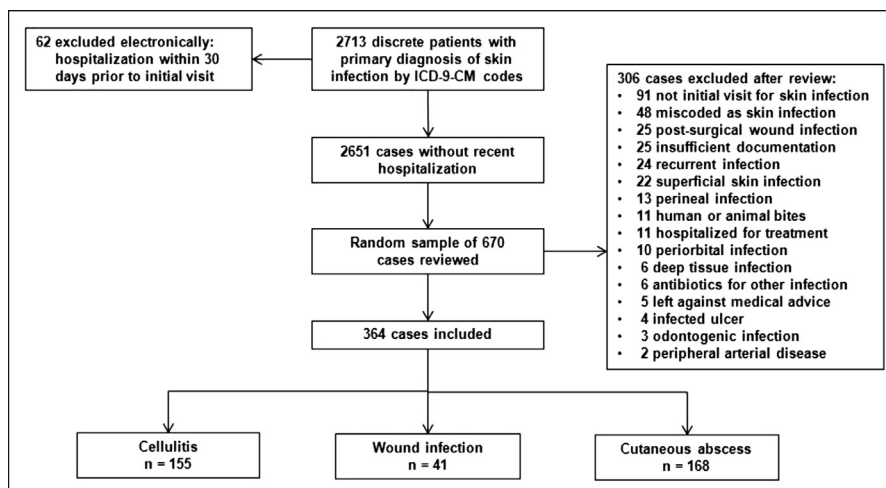 62 excluded electronically:
hospitalization within 30
days prior to initial visit
2713 discrete patients with
primary diagnosis of skin
infection by ICD-9-CM codes
306 cases excluded after review:
• 91 not initial visit for skin infection
• 48 miscoded as skin infection
• 25 post-surgical wound infection
• 25 insufficient documentation
• 24 recurrent infection
• 22 superficial skin infection
• 13 perineal infection
• 11 human or animal bites
• 11 hospitalized for treatment
• 10 periorbital infection
• 6 deep tissue infection
• 6 antibiotics for other infection
• 5 left against medical advice
• 4 infected ulcer
• 3 odontogenic infection
• 2 peripheral arterial disease
2651 cases without recent
hospitalization
Random sample of 670
cases reviewed
364 cases included
Cellulitis
n = 155
Wound infection
n = 41
Cutaneous abscess
n = 168